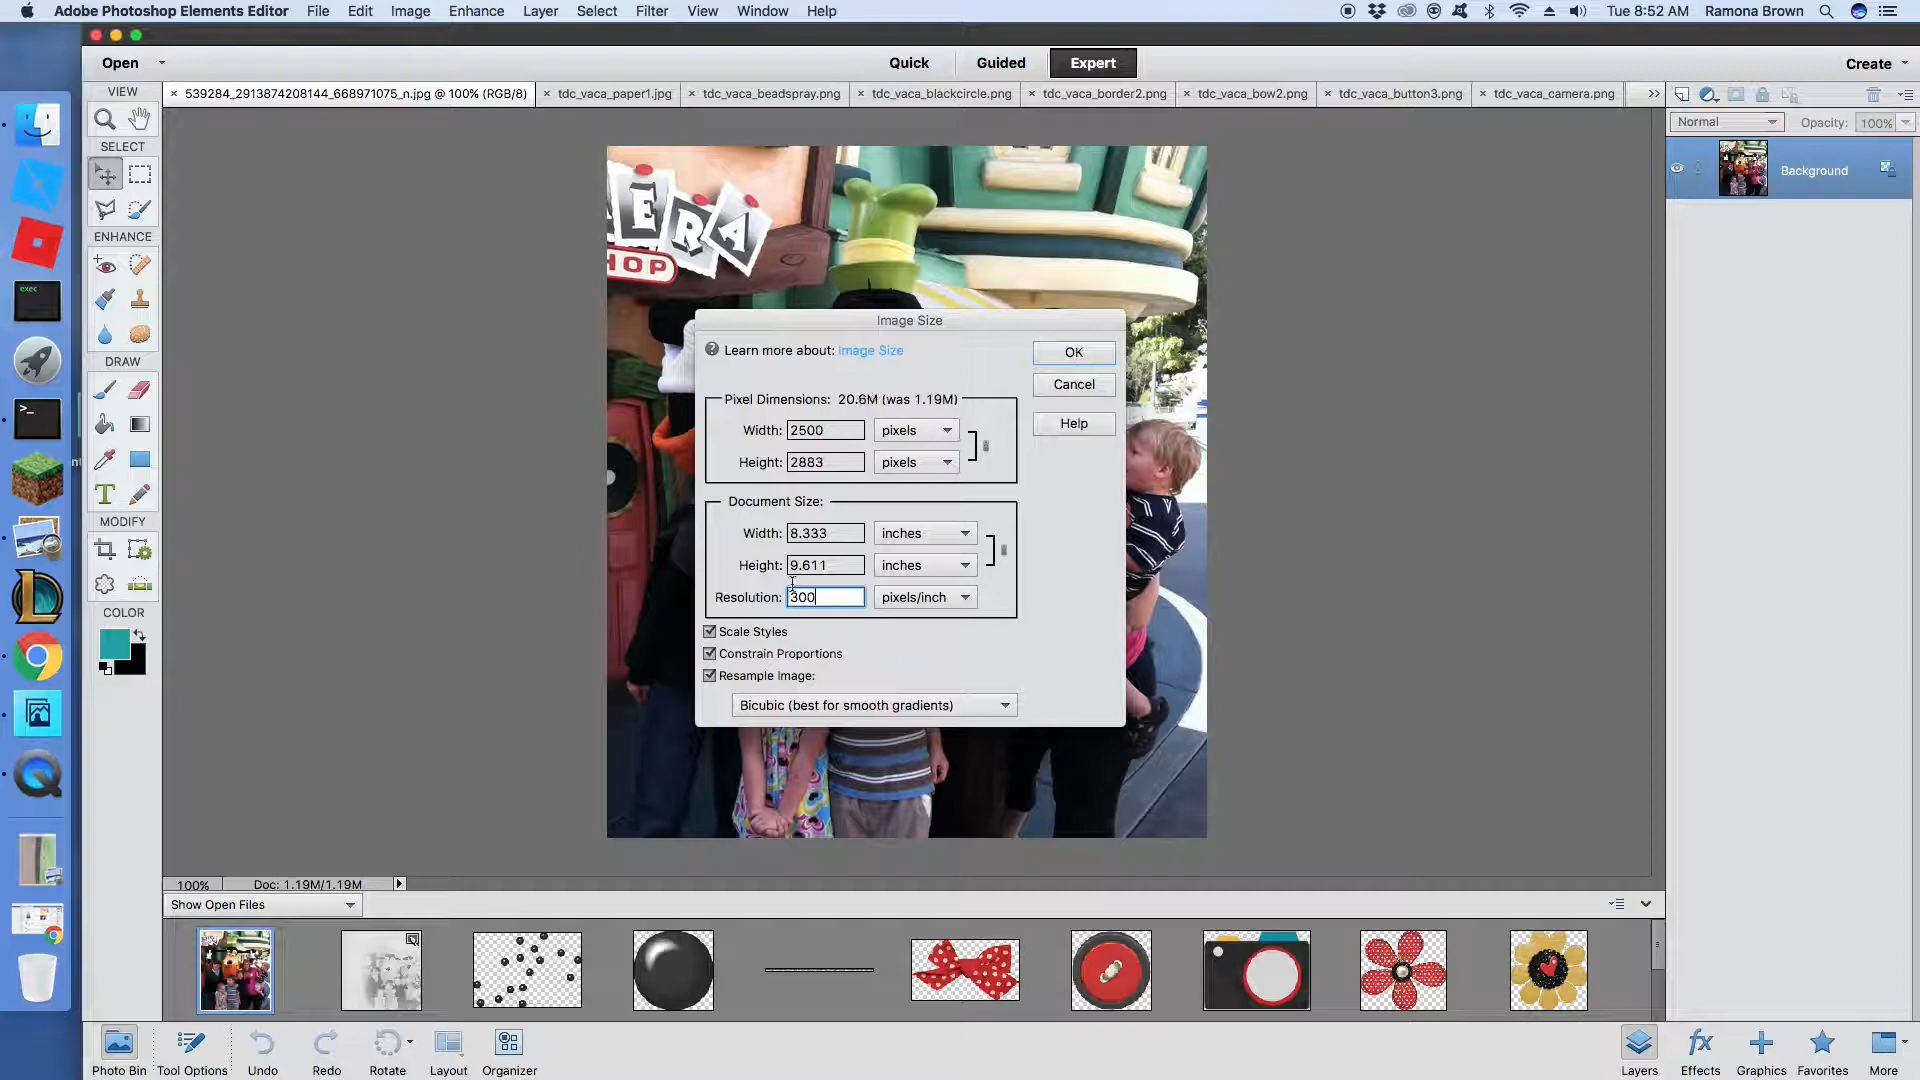 Adobe Photoshop Elements Editor File Edit Image Enhance Layer Select Filter View Window Help Tue 8:52 AM Ramona Brown
Open Quick Guided Expert Create
VIEW 539284_2913874208144_668971075_n.jpg @ 100% (RGB/8) tdc_vaca_paper1.jpg tdc_vaca_beadspray.png tdc_vaca_blackcircle.png tdc_vaca_border2.png tdc_vaca_bow2.png tdc_vaca_button3.png tdc_vaca_camera.png
Normal Opacity: 100%
SELECT
Background
ERA
HOP
ENHANCE
exec
Image Size
Learn more about: Image Size OK
DRAW
Cancel
Pixel Dimensions: 20.6M (was 1.19M)
Help
Width: 2500 pixels
Height: 2883 pixels
T
Document Size:
MODIFY
Width: 8.333 inches
Height: 9.611 inches
Resolution: 300 pixels/inch
COLOR
Scale Styles
Constrain Proportions
Resample Image:
Bicubic (best for smooth gradients)
100% Doc: 1.19M/1.19M
Show Open Files
Photo Bin Tool Options Undo Redo Rotate Layout Organizer Layers Effects Graphics Favorites More